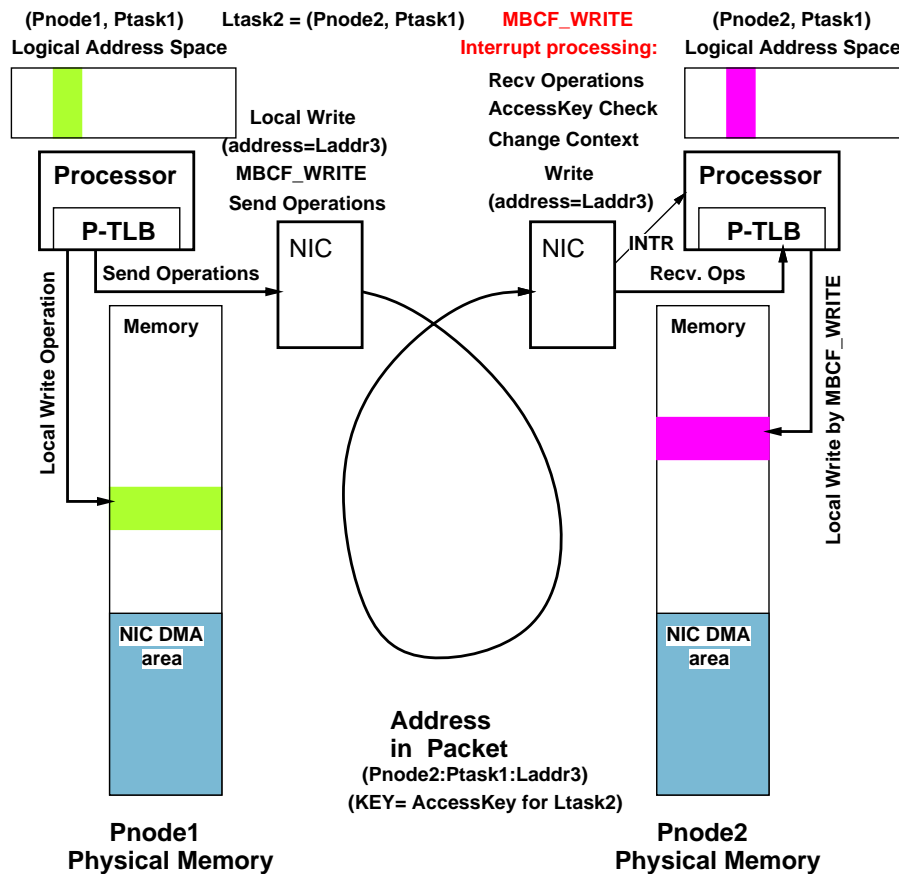 (Pnode1, Ptask1)
Logical Address Space
Ltask2 = (Pnode2, Ptask1)
MBCF_WRITE
Interrupt processing:
(Pnode2, Ptask1)
Logical Address Space
Recv Operations
AccessKey Check
Change Context
Local Write
(address=Laddr3)
MBCF_WRITE
Send Operations
Write
(address=Laddr3)
Processor
P-TLB
Send Operations
NIC
NIC
INTR
Recv. Ops
Processor
P-TLB
Local Write Operation
Memory
NIC DMA
area
Memory
Local Write by MBCF_WRITE
NIC DMA
area
Address
in Packet
(Pnode2:Ptask1:Laddr3)
(KEY= AccessKey for Ltask2)
Pnode1
Physical Memory
Pnode2
Physical Memory